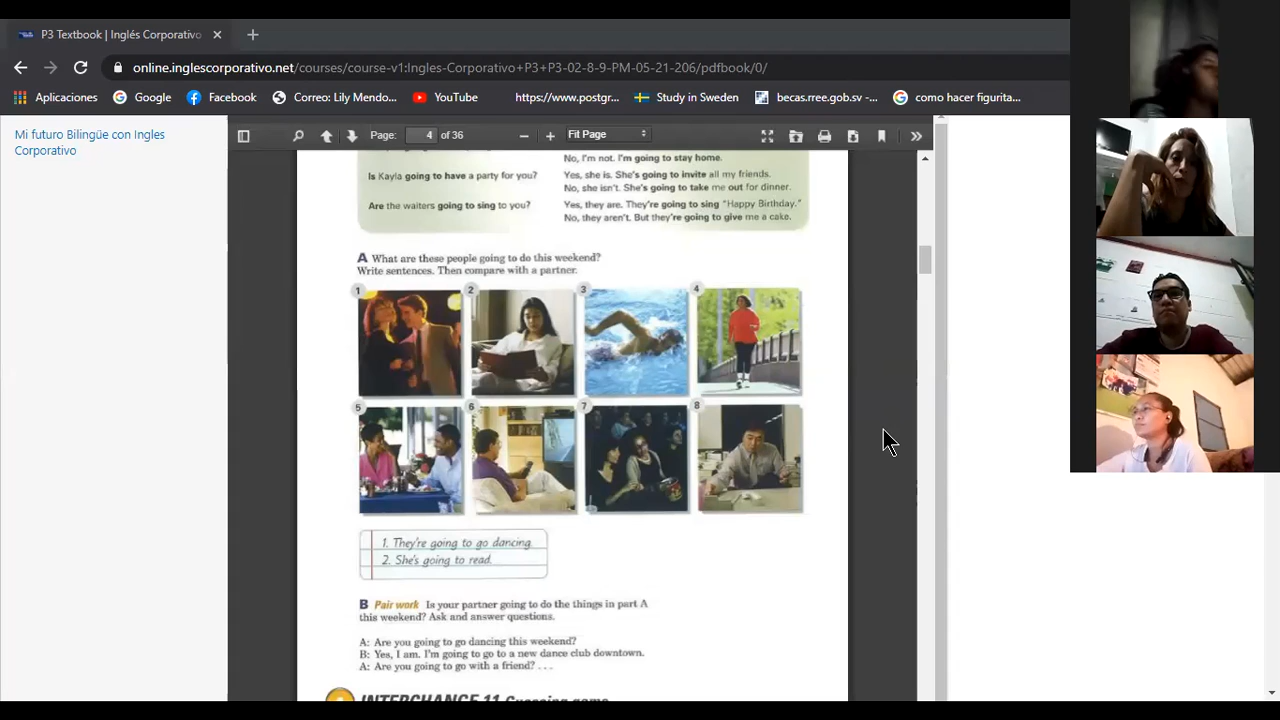 P3 Textbook | Inglés Corporativo
online.inglescorporativo.net/courses/course-v1:Ingles-Corporativo+P3+P3-02-8-9-PM-05-21-206/pdfbook/0/
Aplicaciones Google Facebook Correo: Lily Mendo... YouTube https://www.postgr... Study in Sweden becas.rree.gob.sv -... como hacer figurita...
Mi futuro Bilingüe con Ingles
Corporativo
Page: 4 of 36 Fit Page
No, I'm not. I'm going to stay home.
Is Kayla going to have a party for you? Yes, she is. She's going to invite all my friends.
No, she isn't. She's going to take me out for dinner.
Are the waiters going to sing to you? Yes, they are. They're going to sing "Happy Birthday."
No, they aren't. But they're going to give me a cake.
A What are these people going to do this weekend?
Write sentences. Then compare with a partner.
1 2 3 4
5 6 7 8
1. They're going to go dancing.
2. She's going to read.
B Pair work Is your partner going to do the things in part A
this weekend? Ask and answer questions.
A: Are you going to go dancing this weekend?
B: Yes, I am. I'm going to go to a new dance club downtown.
A: Are you going to go with a friend? . . .
INTERCHANGE 11 Guessing game